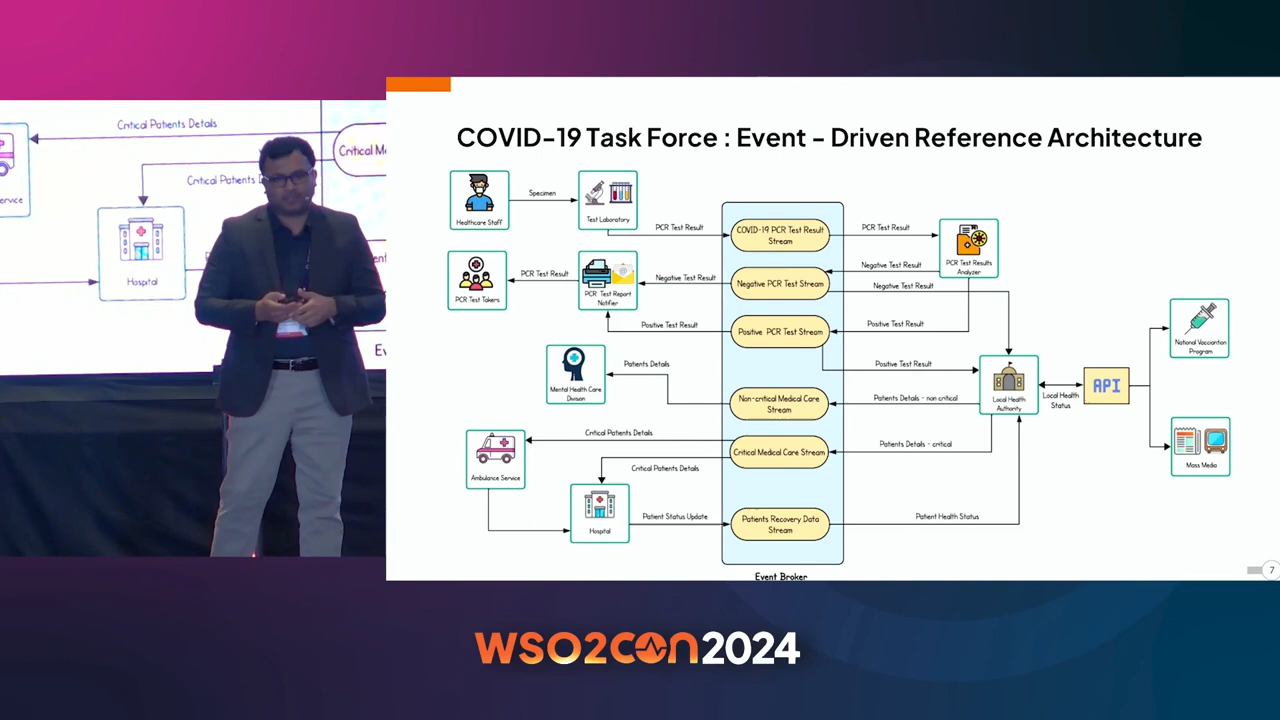 Critical Patients Details
Critical Me
Critical Patients D
ervice
Hospital
COVID-19 Task Force : Event - Driven Reference Architecture
Healthcare Staff
Specimen
Test Laboratory
PCR Test Result
COVID-19 PCR Test Result
Stream
PCR Test Result
PCR Test Results
Analyzer
PCR Test Takers
PCR Test Result
PCR Test Report
Notifier
Negative Test Result
Negative PCR Test Stream
Negative Test Result
Negative Test Result
Positive Test Result
Positive PCR Test Stream
Positive Test Result
Positive Test Result
Mental Health Care
Divison
Patients Details
Non-critical Medical Care
Stream
Patients Details - non critical
Local Health
Authority
Local Health
Status
API
National Vacciantion
Program
Mass Media
Ambulance Service
Critical Patients Details
Critical Patients Details
Critical Medical Care Stream
Patients Details - critical
Hospital
Patient Status Update
Patients Recovery Data
Stream
Patient Health Status
Event Broker
7
WSO2CON2024